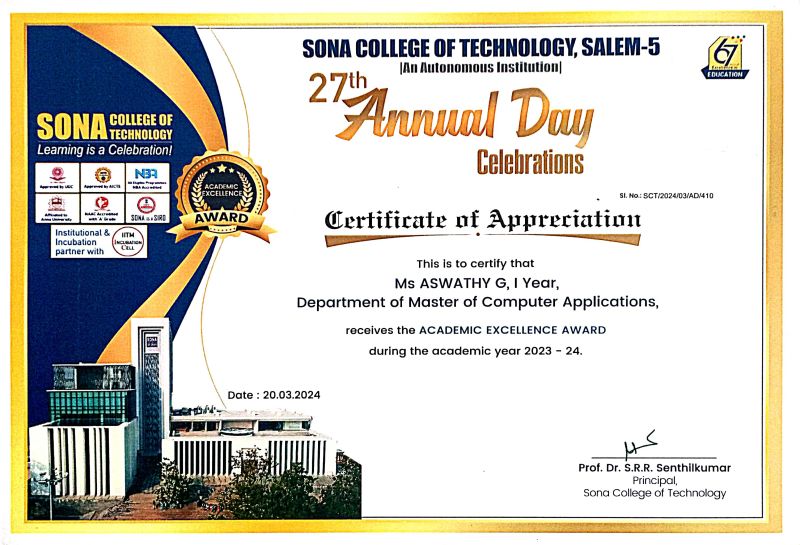 SONA COLLEGE OF TECHNOLOGY, SALEM-5
|An Autonomous Institution|
27th
Annual Day
Celebrations
67
EDUCATION
SONA COLLEGE OF TECHNOLOGY
Learning is a Celebration!
Approved by UGC
Approved by AICTE
NBA
NBA Accredited
Affiliated to Anna University
NAAC Accredited with A Grade
SONA is a SIRO
Institutional & Incubation partner with
IITM INCUBATION CELL
ACADEMIC EXCELLENCE
AWARD
Sl. No.: SCT/2024/03/AD/410
Certificate of Appreciation
This is to certify that
Ms ASWATHY G, I Year,
Department of Master of Computer Applications,
receives the ACADEMIC EXCELLENCE AWARD
during the academic year 2023 - 24.
Date : 20.03.2024
SONA
Prof. Dr. S.R.R. Senthilkumar
Principal,
Sona College of Technology